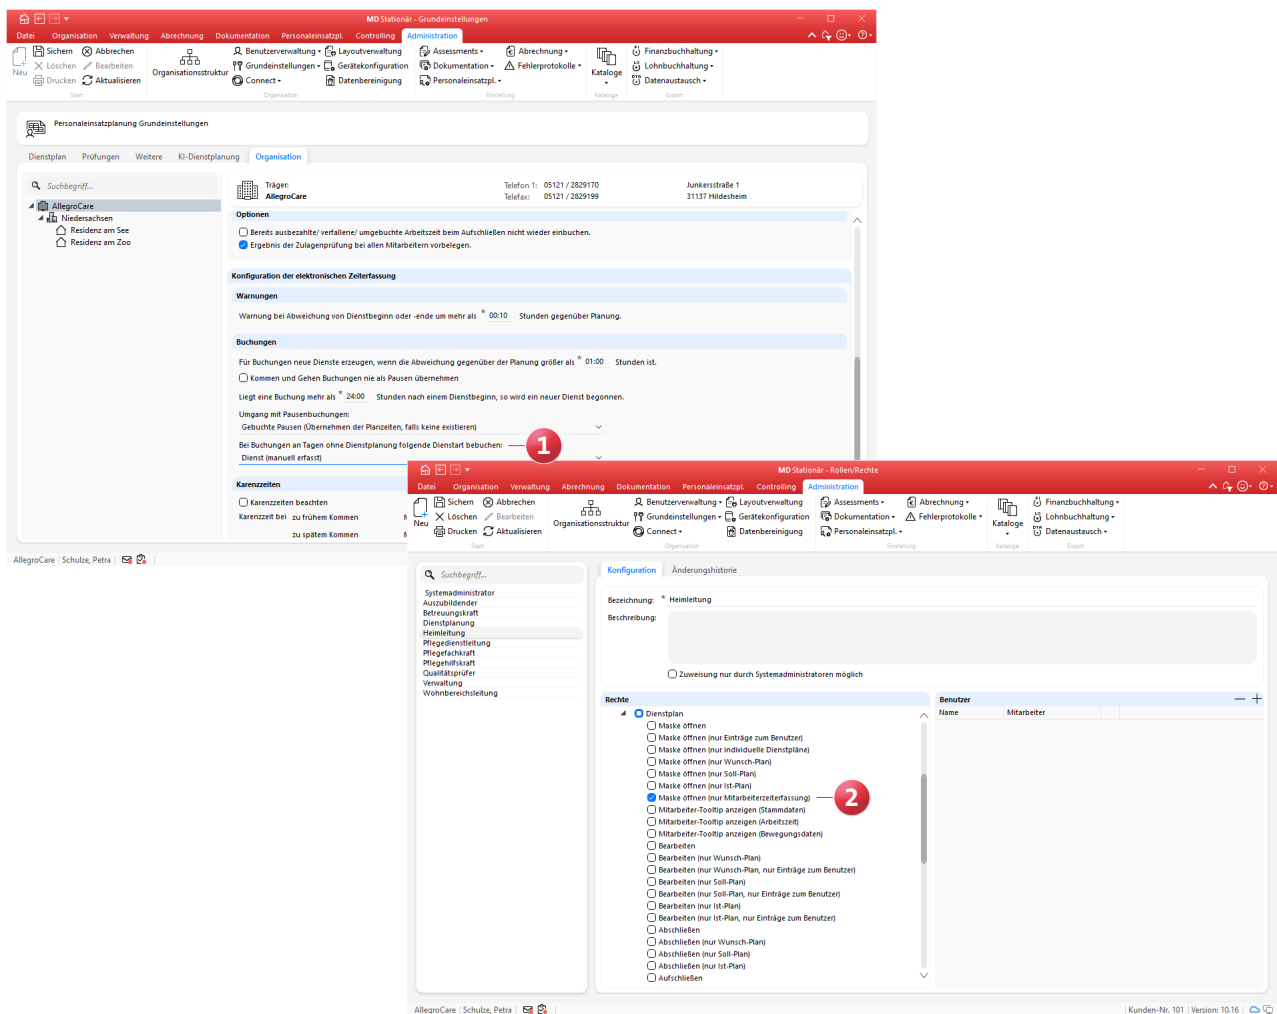 MD Stationär - Grundeinstellungen
Datei Organisation Verwaltung Abrechnung Dokumentation Personaleinsatzpl. Controlling Administration
Neu
Sichern Abbrechen
Löschen Bearbeiten
Drucken Aktualisieren
Start
Organisationsstruktur
Benutzerverwaltung Layoutverwaltung
Grundeinstellungen Gerätekonfiguration
Connect Datenbereinigung
Organisation
Assessments Abrechnung
Dokumentation Fehlerprotokolle
Personaleinsatzpl.
Einstellung
Kataloge
Kataloge
Finanzbuchhaltung
Lohnbuchhaltung
Datenaustausch
Export
Personaleinsatzplanung Grundeinstellungen
Dienstplan Prüfungen Weitere KI-Dienstplanung Organisation
Suchbegriff...
AllegroCare
Niedersachsen
Residenz am See
Residenz am Zoo
Träger: Telefon 1: 05121 / 2829170 Junkersstraße 1
AllegroCare Telefax: 05121 / 2829199 31137 Hildesheim
Optionen
Bereits ausbezahlte/ verfallene/ umgebuchte Arbeitszeit beim Aufschließen nicht wieder einbuchen.
Ergebnis der Zulagenprüfung bei allen Mitarbeitern vorbelegen.
Konfiguration der elektronischen Zeiterfassung
Warnungen
Warnung bei Abweichung von Dienstbeginn oder -ende um mehr als * 00:10 Stunden gegenüber Planung.
Buchungen
Für Buchungen neue Dienste erzeugen, wenn die Abweichung gegenüber der Planung größer als * 01:00 Stunden ist.
Kommen und Gehen Buchungen nie als Pausen übernehmen
Liegt eine Buchung mehr als * 24:00 Stunden nach einem Dienstbeginn, so wird ein neuer Dienst begonnen.
Umgang mit Pausenbuchungen:
Gebuchte Pausen (Übernehmen der Planzeiten, falls keine existieren)
Bei Buchungen an Tagen ohne Dienstplanung folgende Dienstart bebuchen: 1
Dienst (manuell erfasst)
Karenzzeiten
Karenzzeiten beachten
Karenzzeit bei zu frühem Kommen
zu spätem Kommen
AllegroCare Schulze, Petra
MD Stationär - Rollen/Rechte
Datei Organisation Verwaltung Abrechnung Dokumentation Personaleinsatzpl. Controlling Administration
Neu
Sichern Abbrechen
Löschen Bearbeiten
Drucken Aktualisieren
Start
Organisationsstruktur
Benutzerverwaltung Layoutverwaltung
Grundeinstellungen Gerätekonfiguration
Connect Datenbereinigung
Organisation
Assessments Abrechnung
Dokumentation Fehlerprotokolle
Personaleinsatzpl.
Einstellung
Kataloge
Kataloge
Finanzbuchhaltung
Lohnbuchhaltung
Datenaustausch
Export
Suchbegriff...
Systemadministrator
Auszubildender
Betreuungskraft
Dienstplanung
Heimleitung
Pflegedienstleitung
Pflegefachkraft
Pflegehilfskraft
Qualitätsprüfer
Verwaltung
Wohnbereichsleitung
Konfiguration Änderungshistorie
Bezeichnung: * Heimleitung
Beschreibung:
Zuweisung nur durch Systemadministratoren möglich
Rechte
Dienstplan
Maske öffnen
Maske öffnen (nur Einträge zum Benutzer)
Maske öffnen (nur individuelle Dienstpläne)
Maske öffnen (nur Wunsch-Plan)
Maske öffnen (nur Soll-Plan)
Maske öffnen (nur Ist-Plan)
Maske öffnen (nur Mitarbeiterzeiterfassung) 2
Mitarbeiter-Tooltip anzeigen (Stammdaten)
Mitarbeiter-Tooltip anzeigen (Arbeitszeit)
Mitarbeiter-Tooltip anzeigen (Bewegungsdaten)
Bearbeiten
Bearbeiten (nur Wunsch-Plan)
Bearbeiten (nur Wunsch-Plan, nur Einträge zum Benutzer)
Bearbeiten (nur Soll-Plan)
Bearbeiten (nur Soll-Plan, nur Einträge zum Benutzer)
Bearbeiten (nur Ist-Plan)
Bearbeiten (nur Ist-Plan, nur Einträge zum Benutzer)
Abschließen
Abschließen (nur Wunsch-Plan)
Abschließen (nur Soll-Plan)
Abschließen (nur Ist-Plan)
Aufschließen
Benutzer
Name Mitarbeiter
AllegroCare Schulze, Petra
Kunden-Nr. 101 Version: 10.16